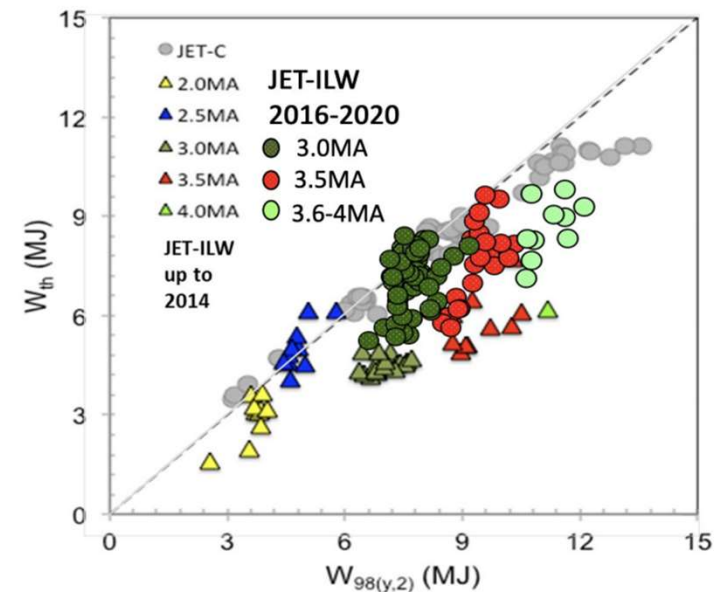 15
12
9
6
3
0
W_th (MJ)
JET-C
2.0MA
2.5MA
3.0MA
3.5MA
4.0MA
JET-ILW
up to
2014
JET-ILW
2016-2020
3.0MA
3.5MA
3.6-4MA
0 3 6 9 12 15
W_98(y,2) (MJ)